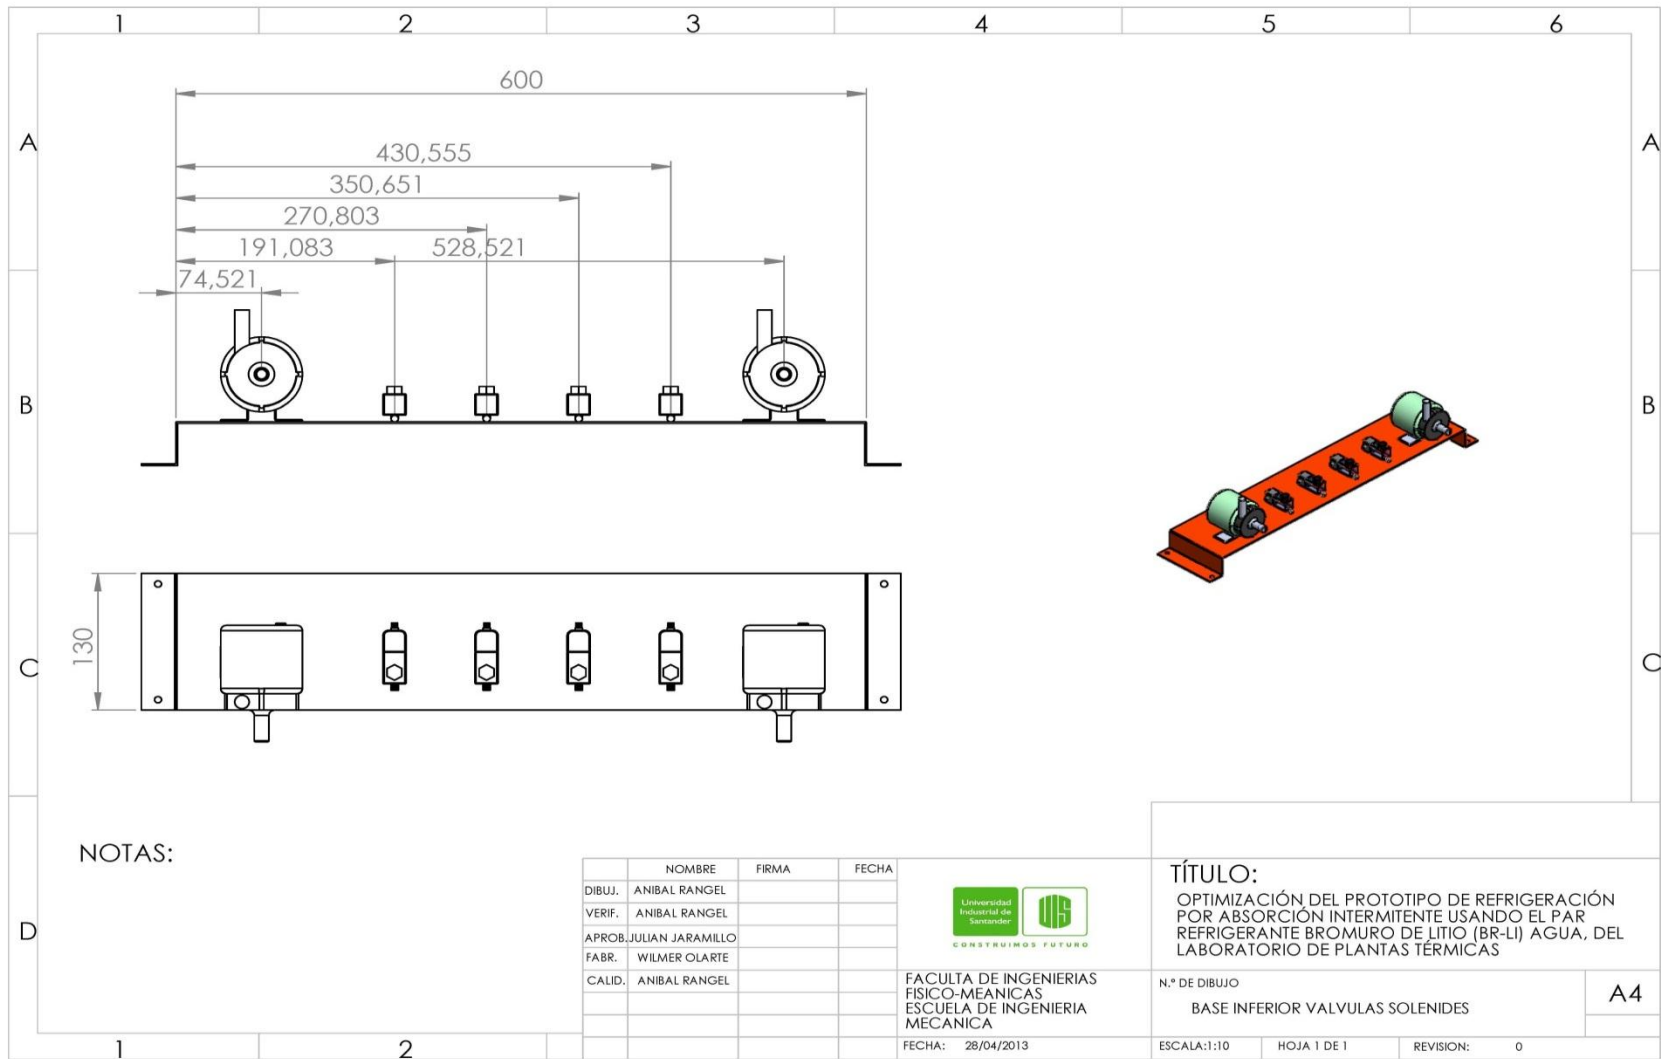 1 2 3 4 5 6
A A
600
430,555
350,651
270,803
191,083 528,521
74,521
B B
130
C C
NOTAS:
D
NOMBRE FIRMA FECHA
DIBUJ. ANIBAL RANGEL
VERIF. ANIBAL RANGEL
APROB. JULIAN JARAMILLO
FABR. WILMER OLARTE
CALID. ANIBAL RANGEL
Universidad
Industrial de
Santander
UIS
CONSTRUIMOS FUTURO
FACULTA DE INGENIERIAS
FISICO-MEANICAS
ESCUELA DE INGENIERIA
MECANICA
FECHA: 28/04/2013
TÍTULO:
OPTIMIZACIÓN DEL PROTOTIPO DE REFRIGERACIÓN
POR ABSORCIÓN INTERMITENTE USANDO EL PAR
REFRIGERANTE BROMURO DE LITIO (BR-LI) AGUA, DEL
LABORATORIO DE PLANTAS TÉRMICAS
N.º DE DIBUJO
BASE INFERIOR VALVULAS SOLENIDES
A4
ESCALA:1:10 HOJA 1 DE 1 REVISION: 0
1 2